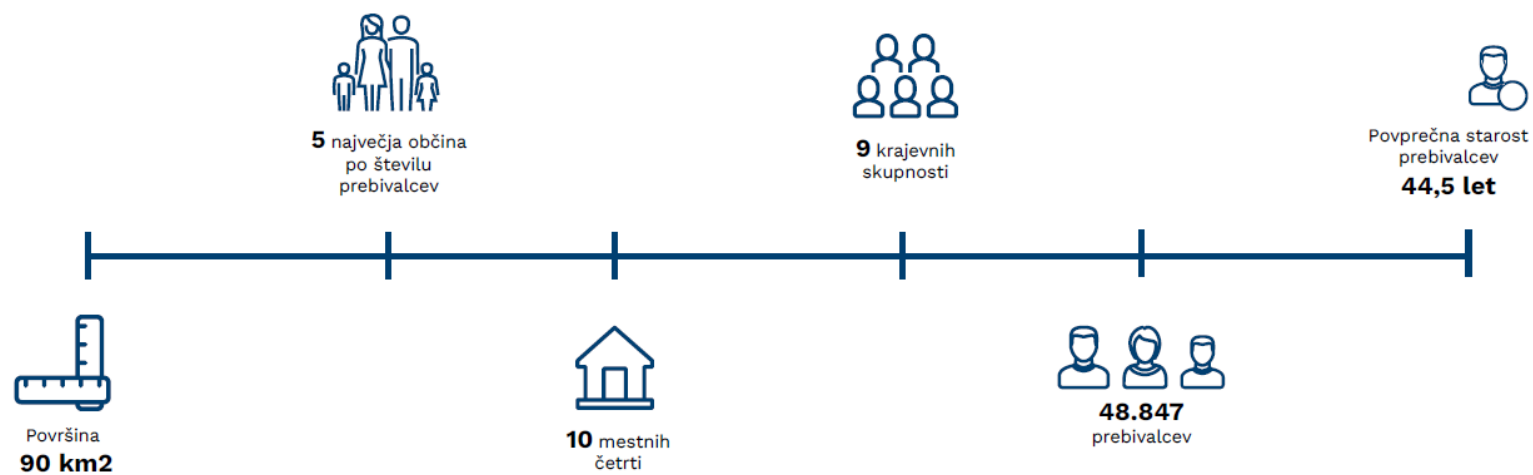 5 največja občina
po številu
prebivalcev
9 krajevnih
skupnosti
Povprečna starost
prebivalcev
44,5 let
Površina
90 km2
10 mestnih
četrti
48.847
prebivalcev